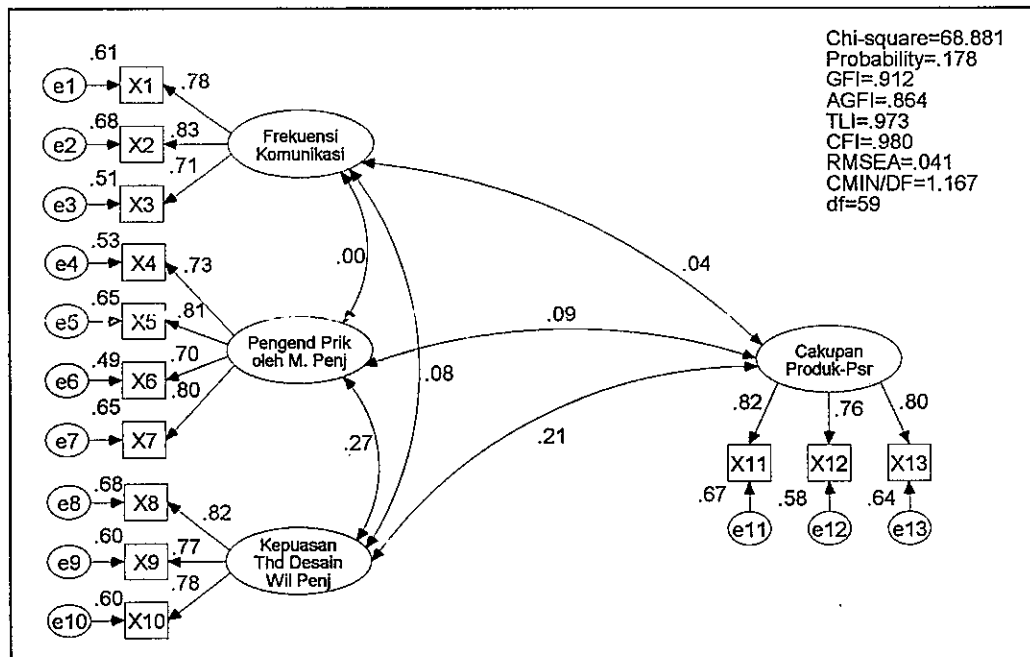 Chi-square=68.881
Probability=.178
GFI=.912
AGFI=.864
TLI=.973
CFI=.980
RMSEA=.041
CMIN/DF=1.167
df=59
.61
e1
X1
.78
.68
e2
X2
.83
.51
e3
X3
.71
Frekuensi
Komunikasi
.53
e4
X4
.73
.65
e5
X5
.81
.49
e6
X6
.70
.65
e7
X7
.80
Pengend Prik
oleh M. Penj
.68
e8
X8
.82
.60
e9
X9
.77
.60
e10
X10
.78
Kepuasan
Thd Desain
Wil Penj
.00
.08
.27
.04
.09
.21
Cakupan
Produk-Psr
.82
.76
.80
X11
X12
X13
.67
.58
.64
e11
e12
e13